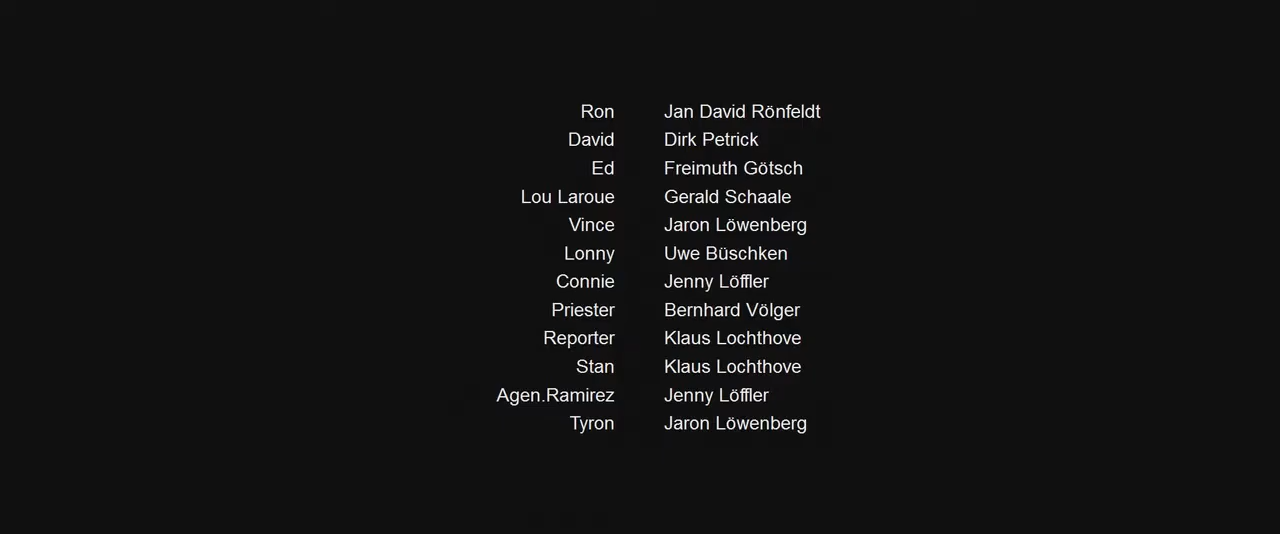 Ron Jan David Rönfeldt
David Dirk Petrick
Ed Freimuth Götsch
Lou Laroue Gerald Schaale
Vince Jaron Löwenberg
Lonny Uwe Büschken
Connie Jenny Löffler
Priester Bernhard Völger
Reporter Klaus Lochthove
Stan Klaus Lochthove
Agen.Ramirez Jenny Löffler
Tyron Jaron Löwenberg